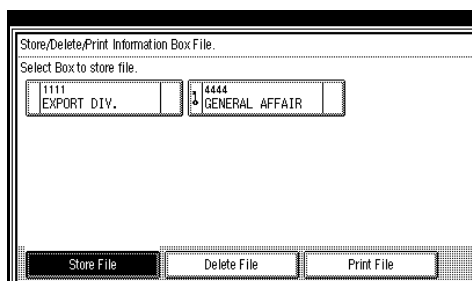 Store/Delete/Print Information Box File.
Select Box to store file.
1111
EXPORT DIV.
4444
GENERAL AFFAIR
Store File
Delete File
Print File